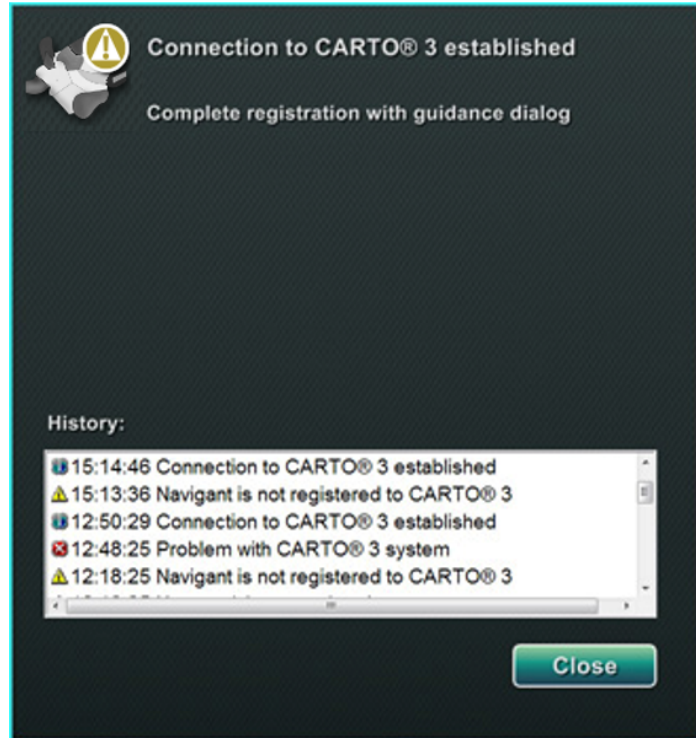 Connection to CARTO® 3 established
Complete registration with guidance dialog
History:
15:14:46 Connection to CARTO® 3 established
15:13:36 Navigant is not registered to CARTO® 3
12:50:29 Connection to CARTO® 3 established
12:48:25 Problem with CARTO® 3 system
12:18:25 Navigant is not registered to CARTO® 3
Close